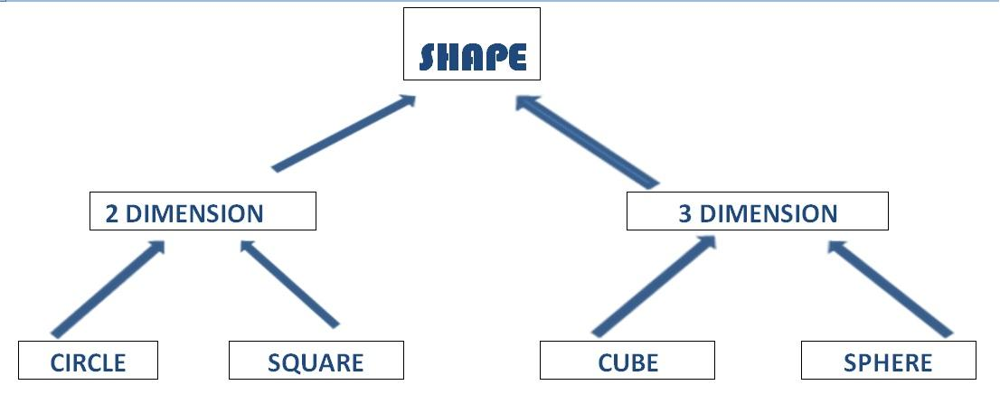 SHAPE
2 DIMENSION
3 DIMENSION
CIRCLE
SQUARE
CUBE
SPHERE